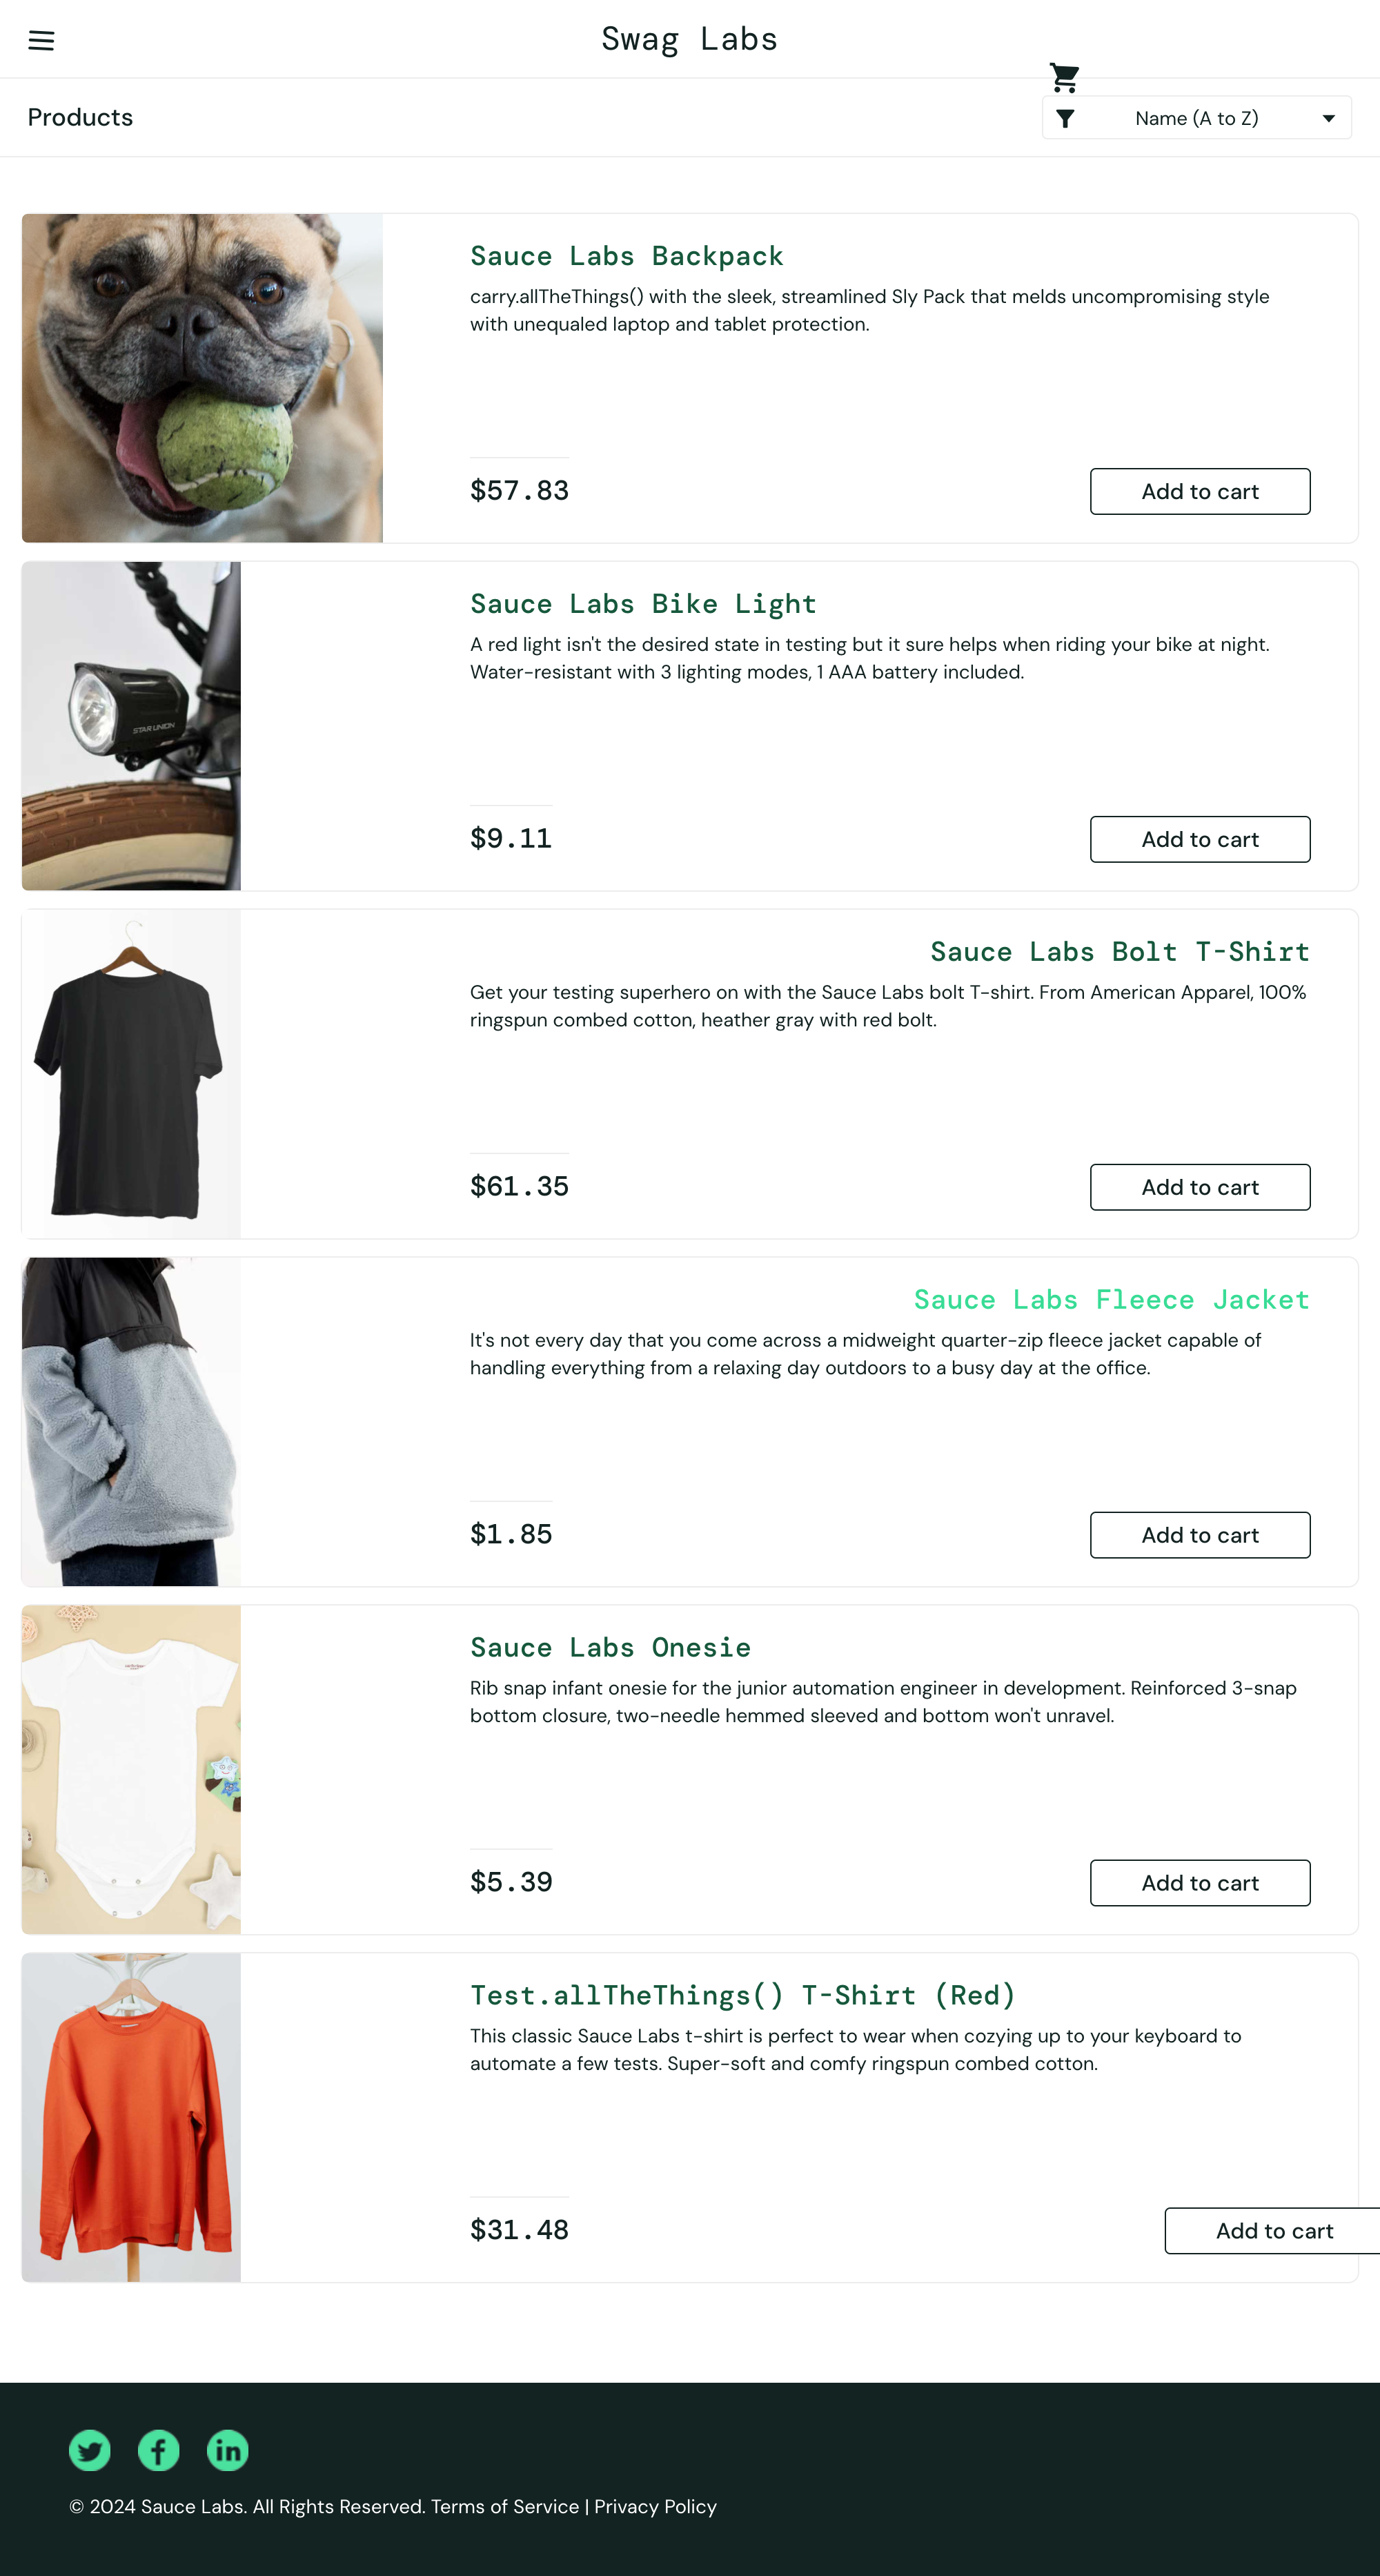 Swag Labs
Products
Name (A to Z)
Sauce Labs Backpack
carry.allTheThings() with the sleek, streamlined Sly Pack that melds uncompromising style
with unequaled laptop and tablet protection.
$57.83
Add to cart
Sauce Labs Bike Light
A red light isn't the desired state in testing but it sure helps when riding your bike at night.
Water-resistant with 3 lighting modes, 1 AAA battery included.
STAR UNION
$9.11
Add to cart
Sauce Labs Bolt T-Shirt
Get your testing superhero on with the Sauce Labs bolt T-shirt. From American Apparel, 100%
ringspun combed cotton, heather gray with red bolt.
$61.35
Add to cart
Sauce Labs Fleece Jacket
It's not every day that you come across a midweight quarter-zip fleece jacket capable of
handling everything from a relaxing day outdoors to a busy day at the office.
$1.85
Add to cart
Sauce Labs Onesie
Rib snap infant onesie for the junior automation engineer in development. Reinforced 3-snap
bottom closure, two-needle hemmed sleeved and bottom won't unravel.
$5.39
Add to cart
Test.allTheThings() T-Shirt (Red)
This classic Sauce Labs t-shirt is perfect to wear when cozying up to your keyboard to
automate a few tests. Super-soft and comfy ringspun combed cotton.
$31.48
Add to cart
© 2024 Sauce Labs. All Rights Reserved. Terms of Service | Privacy Policy